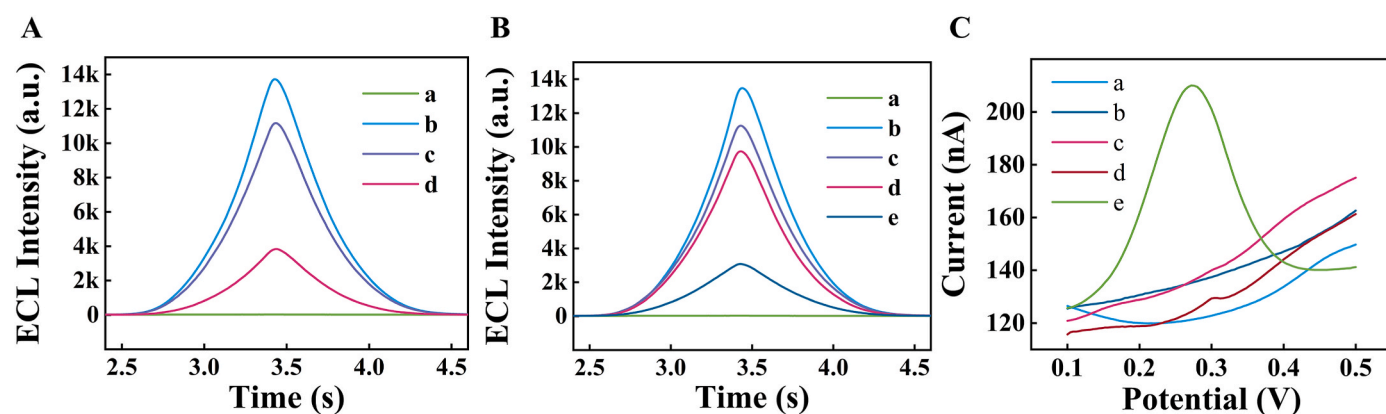 A
ECL Intensity (a.u.)
14k
12k
10k
8k
6k
4k
2k
0
a
b
c
d
2.5 3.0 3.5 4.0 4.5
Time (s)
B
ECL Intensity (a.u.)
14k
12k
10k
8k
6k
4k
2k
0
a
b
c
d
e
2.5 3.0 3.5 4.0 4.5
Time (s)
C
Current (nA)
200
180
160
140
120
a
b
c
d
e
0.1 0.2 0.3 0.4 0.5
Potential (V)